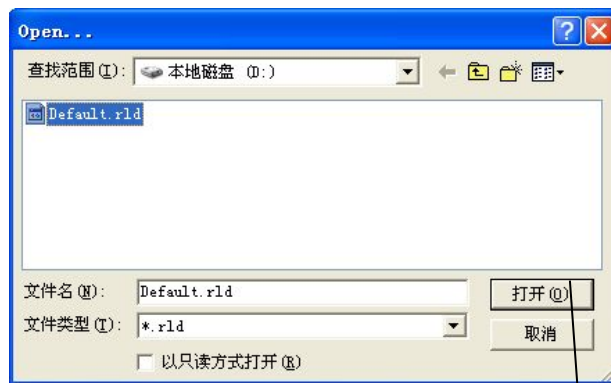 Open...
查找范围(I): 本地磁盘 (D:)
Default.rld
文件名(N): Default.rld 打开(O)
文件类型(T): *.rld 取消
以只读方式打开(R)